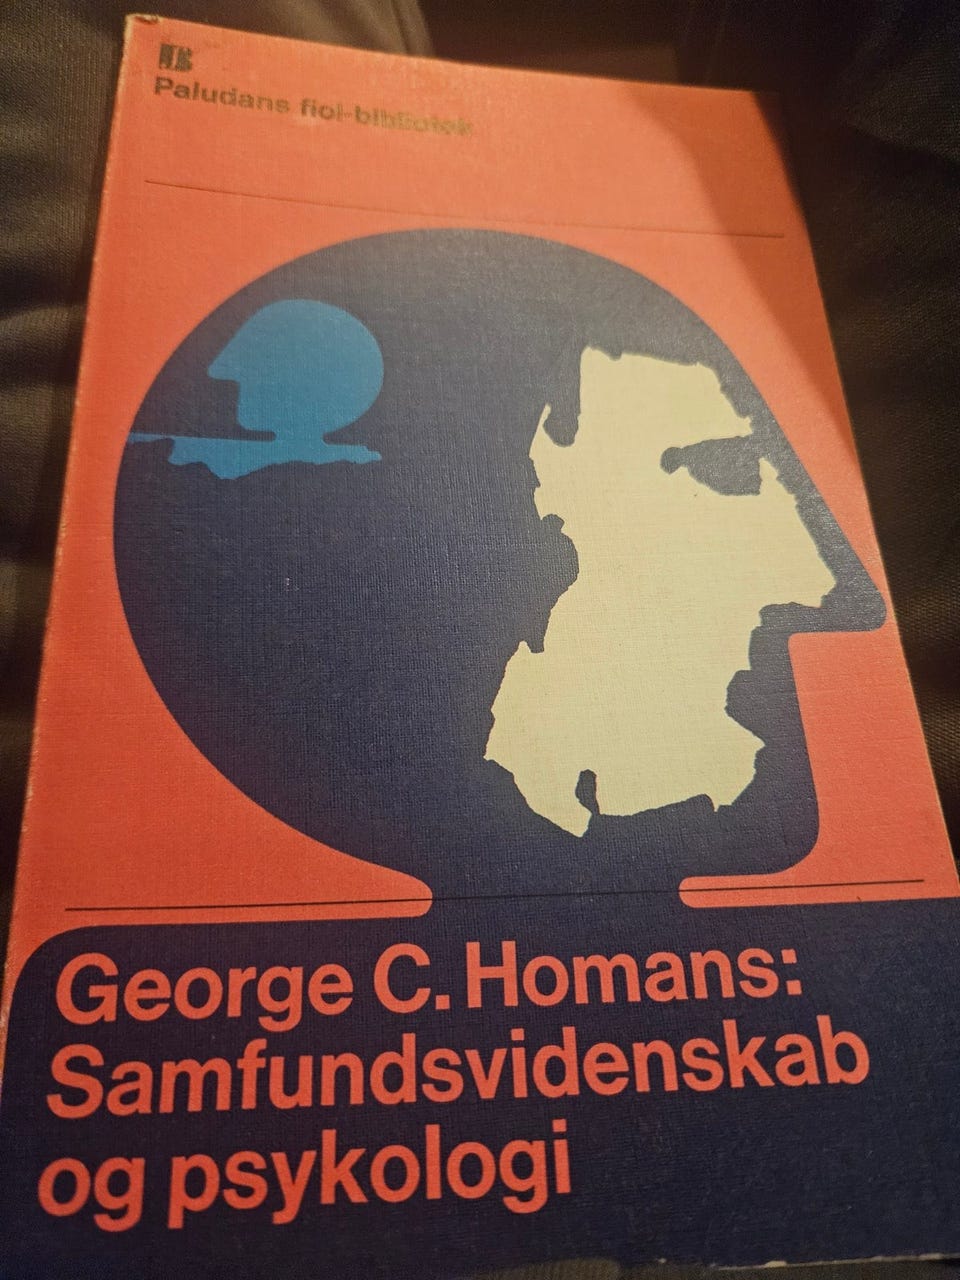 Paludans fiol-bibliotek
George C. Homans:
Samfundsvidenskab
og psykologi